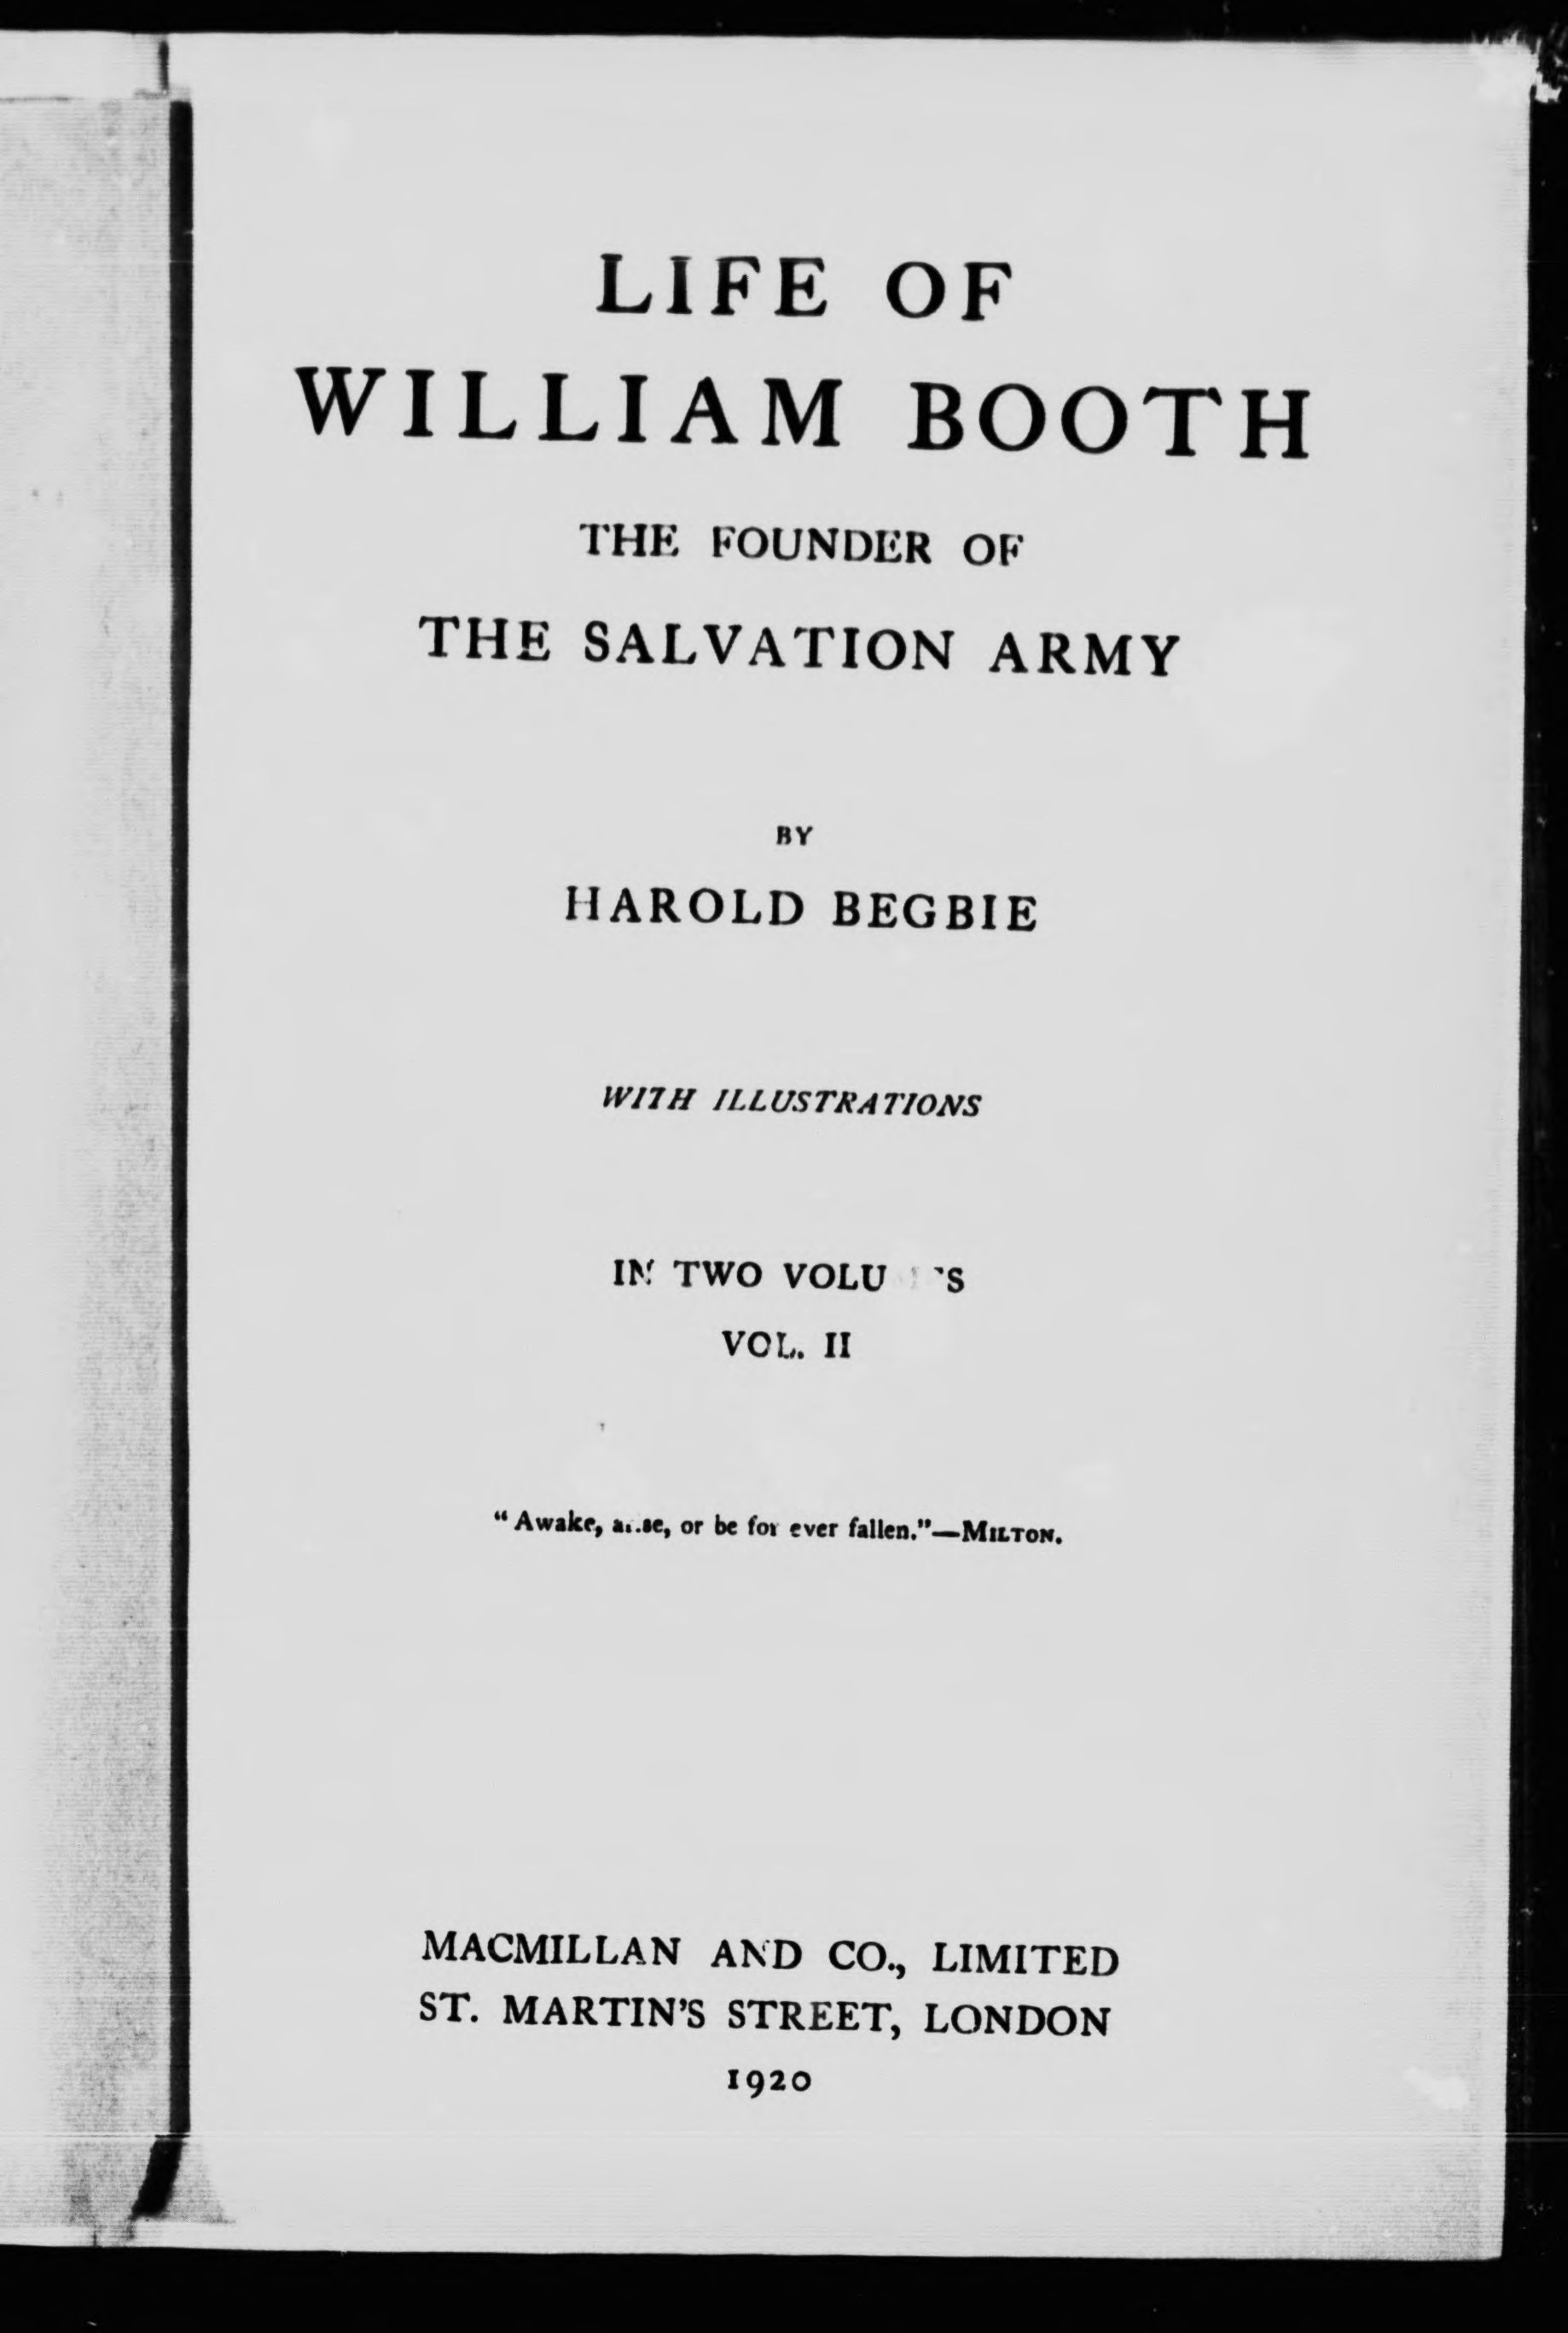 LIFE OF
WILLIAM BOOTH
THE FOUNDER OF
THE SALVATION ARMY
BY
HAROLD BEGBIE
WITH ILLUSTRATIONS
IN TWO
VOL. II
“Awake, or be for ever fallen.”—MILTON.
MACMILLAN AND CO., LIMITED
ST. MARTIN'S STREET, LONDON
1920